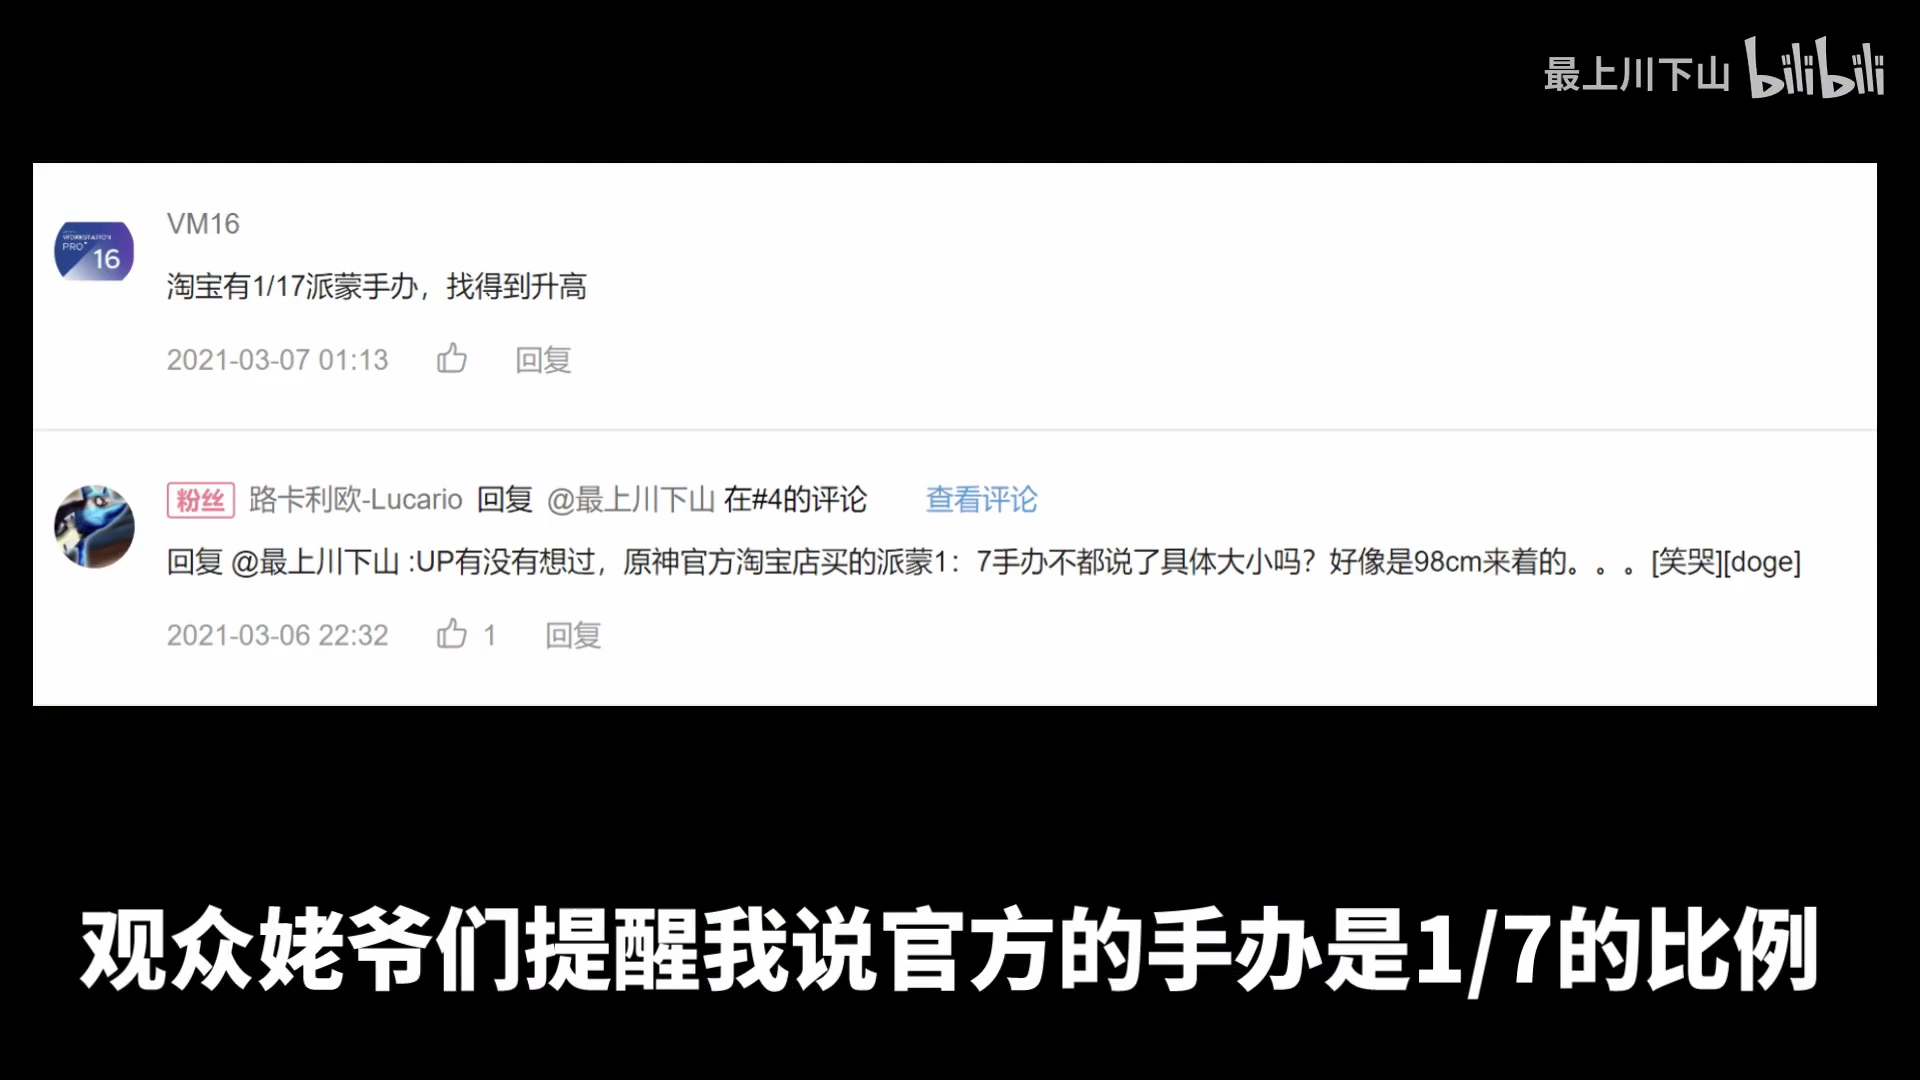 最上川下山 bilibili
VM16
WORKSTATION
PRO 16
淘宝有1/17派蒙手办，找得到升高
2021-03-07 01:13 回复
粉丝 路卡利欧-Lucario 回复 @最上川下山 在#4的评论 查看评论
回复 @最上川下山 :UP有没有想过，原神官方淘宝店买的派蒙1：7手办不都说了具体大小吗？好像是98cm来着的。。。[笑哭][doge]
2021-03-06 22:32 1 回复
观众姥爷们提醒我说官方的手办是1/7的比例